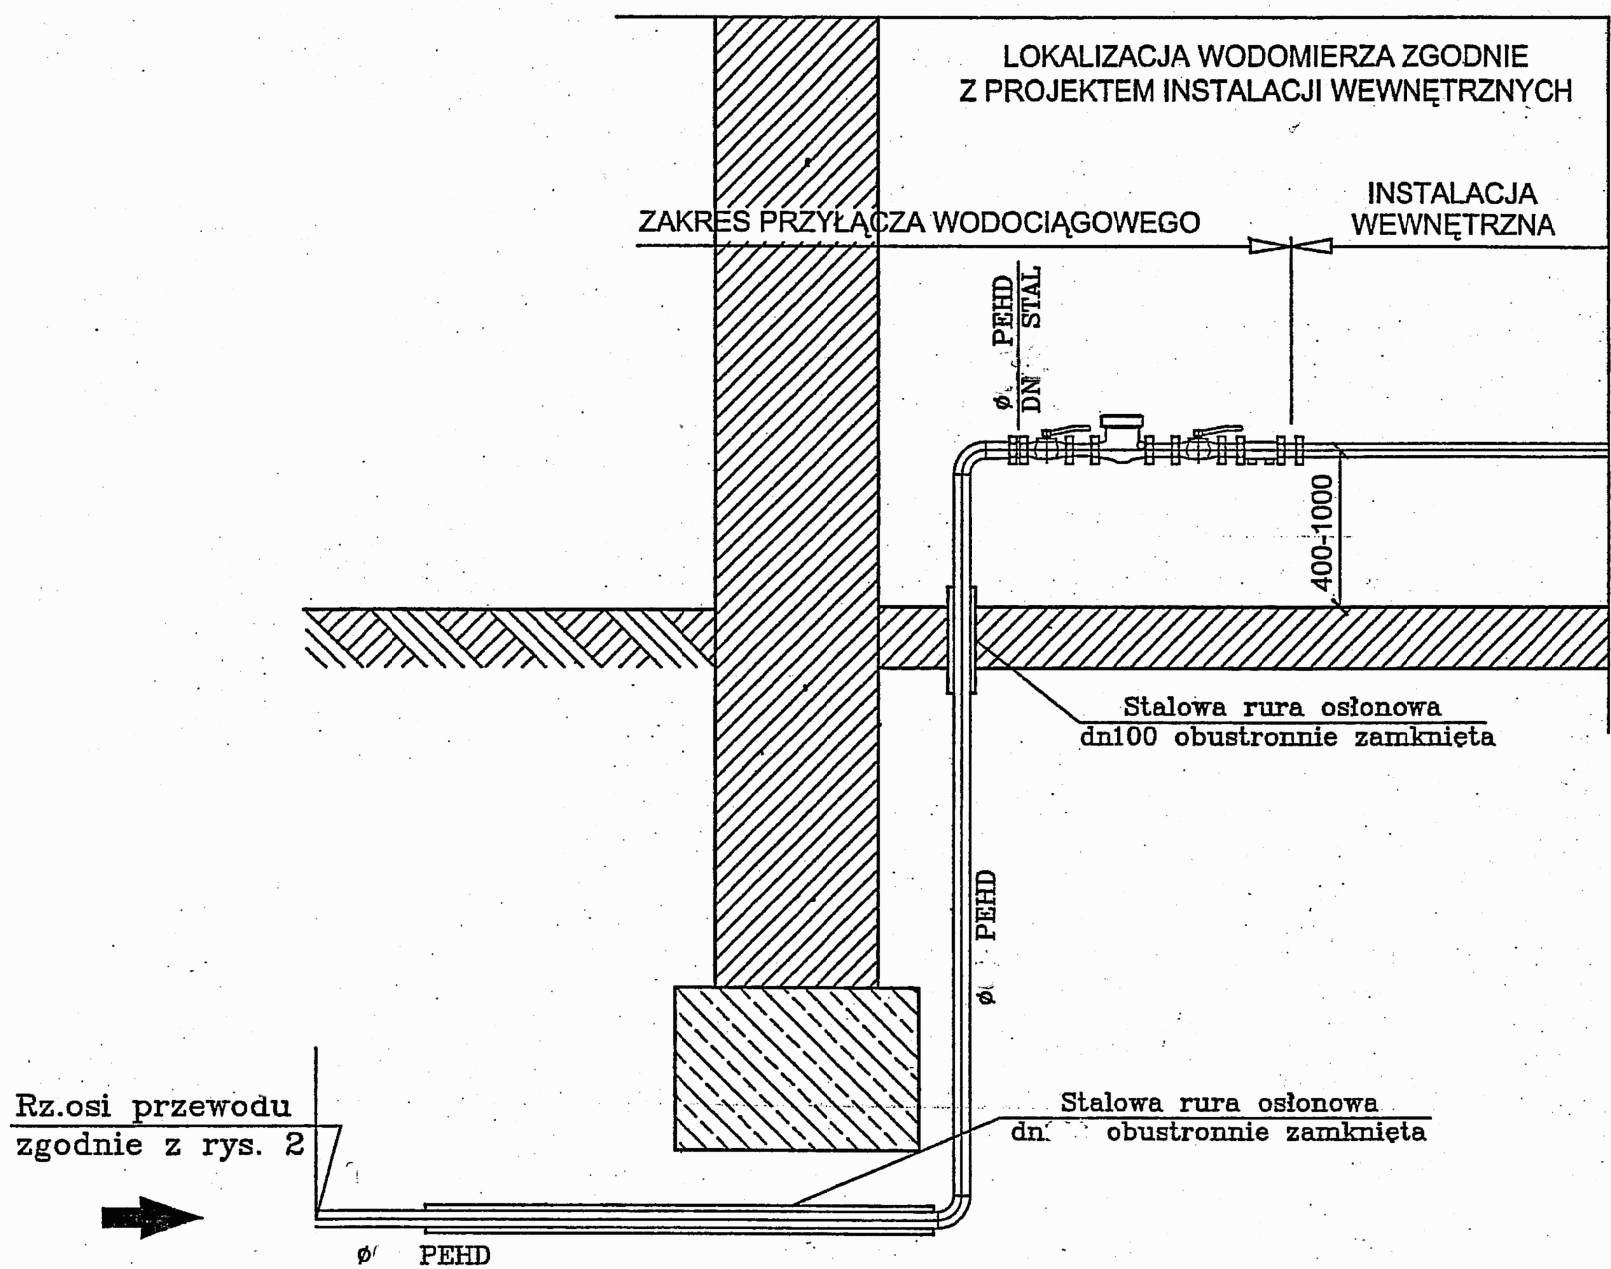 LOKALIZACJA WODOMIERZA ZGODNIE
Z PROJEKTEM INSTALACJI WEWNĘTRZNYCH
ZAKRES PRZYŁĄCZA WODOCIĄGOWEGO
INSTALACJA
WEWNĘTRZNA
ø PEHD
DN STAL
400-1000
Stalowa rura osłonowa
dn100 obustronnie zamknięta
ø PEHD
Stalowa rura osłonowa
dn. obustronnie zamknięta
Rz.osi przewodu
zgodnie z rys. 2
ø PEHD